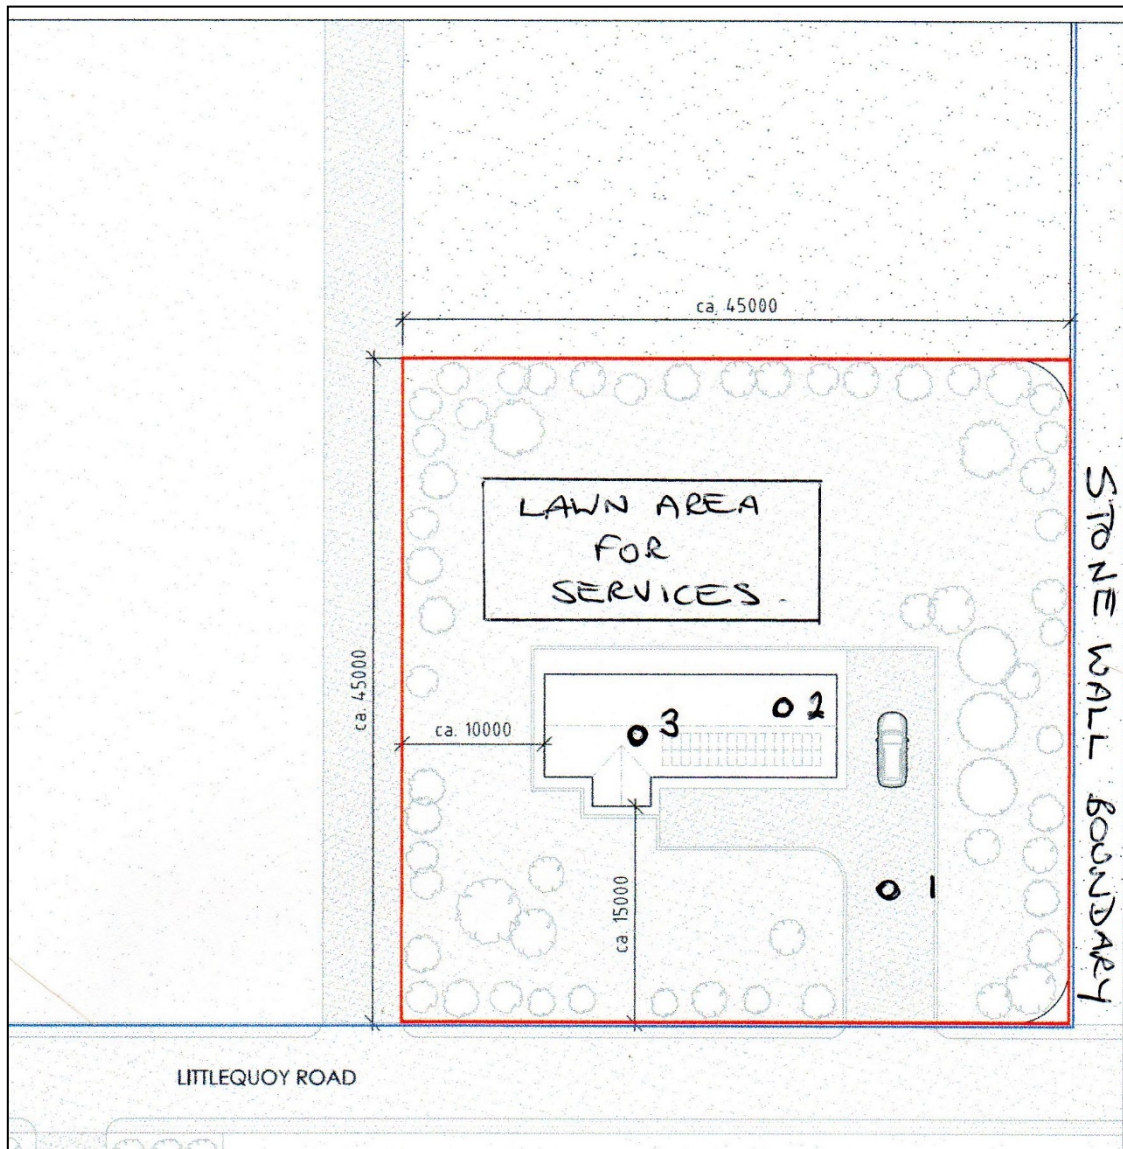 ca. 45000
LAWN AREA
FOR
SERVICES.
STONE WALL BOUNDARY
ca. 45000
ca. 10000
3
2
1
ca. 15000
LITTLEQUOY ROAD